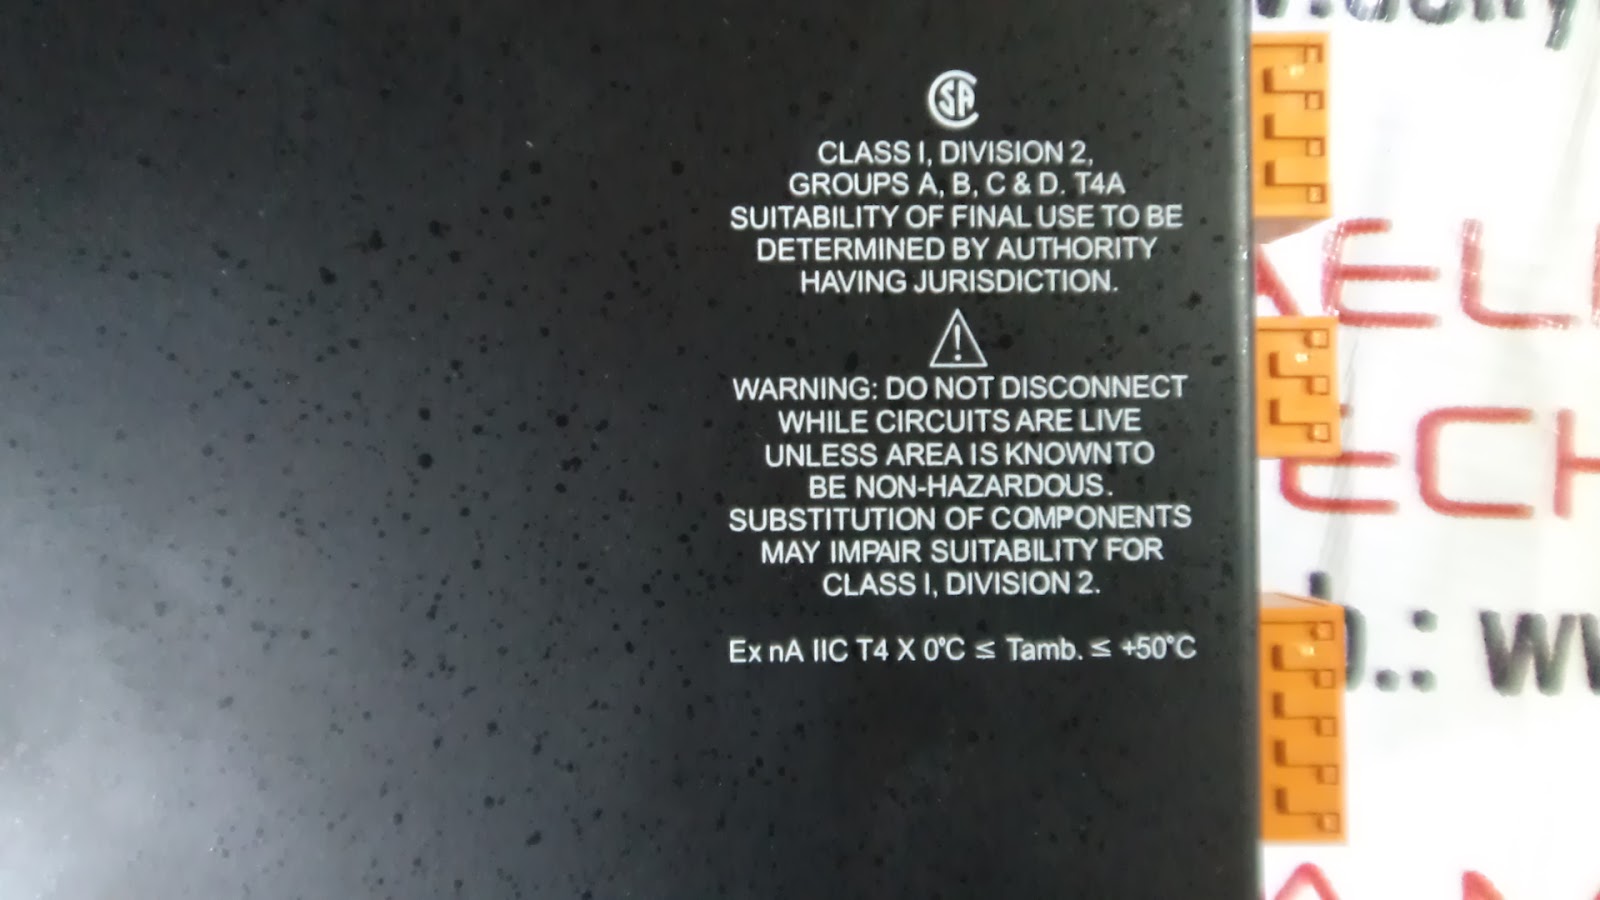 CSA
CLASS I, DIVISION 2,
GROUPS A, B, C & D. T4A
SUITABILITY OF FINAL USE TO BE
DETERMINED BY AUTHORITY
HAVING JURISDICTION.
!
WARNING: DO NOT DISCONNECT
WHILE CIRCUITS ARE LIVE
UNLESS AREA IS KNOWN TO
BE NON-HAZARDOUS.
SUBSTITUTION OF COMPONENTS
MAY IMPAIR SUITABILITY FOR
CLASS I, DIVISION 2.
Ex nA IIC T4 X 0°C ≤ Tamb. ≤ +50°C